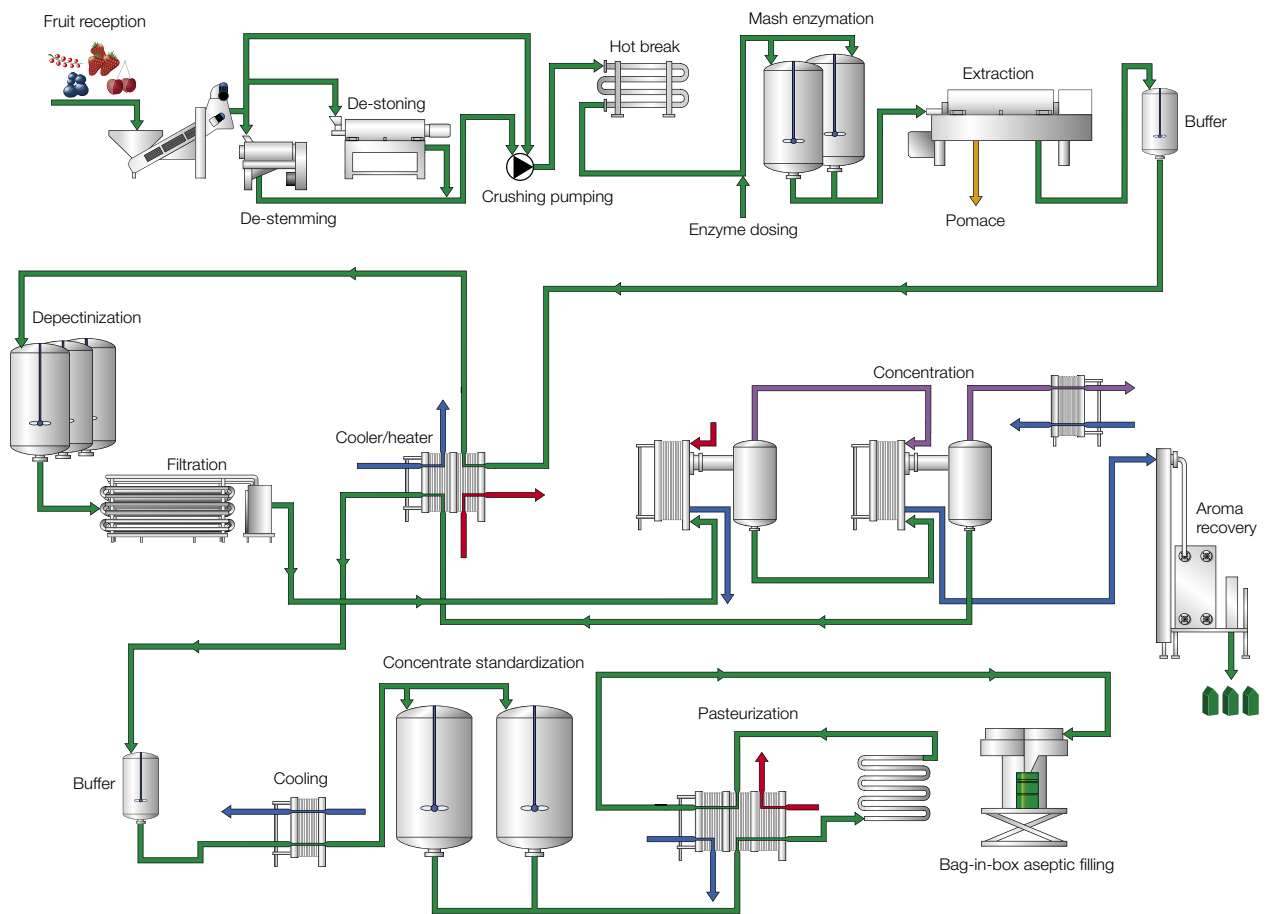 Fruit reception
Mash enzymation
Hot break
Extraction
De-stoning
Buffer
Crushing pumping
De-stemming
Pomace
Enzyme dosing
Depectinization
Concentration
Cooler/heater
Filtration
Aroma
recovery
Concentrate standardization
Pasteurization
Buffer
Cooling
Bag-in-box aseptic filling